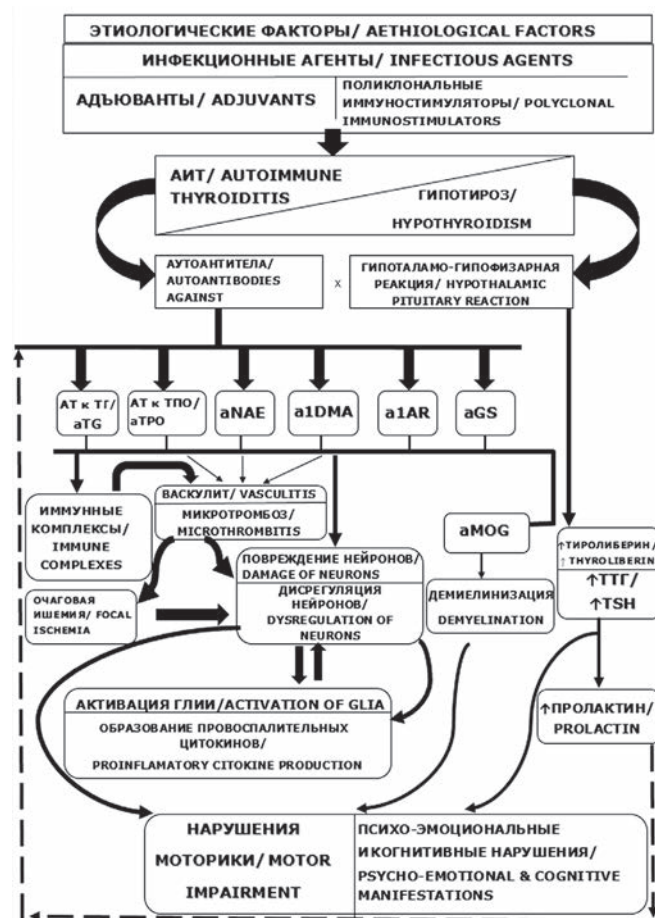 ЭТИОЛОГИЧЕСКИЕ ФАКТОРЫ/ AETHIOLOGICAL FACTORS
ИНФЕКЦИОННЫЕ АГЕНТЫ/ INFECTIOUS AGENTS
АДЪЮВАНТЫ/ ADJUVANTS
ПОЛИКЛОНАЛЬНЫЕ
ИММУНОСТИМУЛЯТОРЫ/ POLYCLONAL
IMMUNOSTIMULATORS
АИТ/ AUTOIMMUNE
THYROIDITIS
ГИПОТИРОЗ/
HYPOTHYROIDISM
АУТОАНТИТЕЛА/
AUTOANTIBODIES
AGAINST
x
ГИПОТАЛАМО-ГИПОФИЗАРНАЯ
РЕАКЦИЯ/ HYPOTHALAMIC
PITUITARY REACTION
АТ к ТГ/
aTG
АТ к ТПО/
aTPO
aNAE
a1DMA
a1AR
aGS
ИММУННЫЕ
КОМПЛЕКСЫ/
IMMUNE
COMPLEXES
ВАСКУЛИТ/ VASCULITIS
МИКРОТРОМБОЗ/
MICROTHROMBITIS
aMOG
ПОВРЕЖДЕНИЕ НЕЙРОНОВ/
DAMAGE OF NEURONS
ДИСРЕГУЛЯЦИЯ
НЕЙРОНОВ/
DYSREGULATION OF
NEURONS
↑ТИРОЛИБЕРИН/
↑ THYROLIBERIN
↑ТТГ/
↑TSH
ОЧАГОВАЯ
ИШЕМИЯ/ FOCAL
ISCHEMIA
ДЕМИЕЛИНИЗАЦИЯ
DEMYELINATION
АКТИВАЦИЯ ГЛИИ/ACTIVATION OF GLIA
ОБРАЗОВАНИЕ ПРОВОСПАЛИТЕЛЬНЫХ
ЦИТОКИНОВ/
PROINFLAMATORY CITOKINE PRODUCTION
↑ПРОЛАКТИН/
PROLACTIN
НАРУШЕНИЯ
МОТОРИКИ/ MOTOR
IMPAIRMENT
ПСИХО-ЭМОЦИОНАЛЬНЫЕ
ИКОГНИТИВНЫЕ НАРУШЕНИЯ/
PSYCHO-EMOTIONAL & COGNITIVE
MANIFESTATIONS